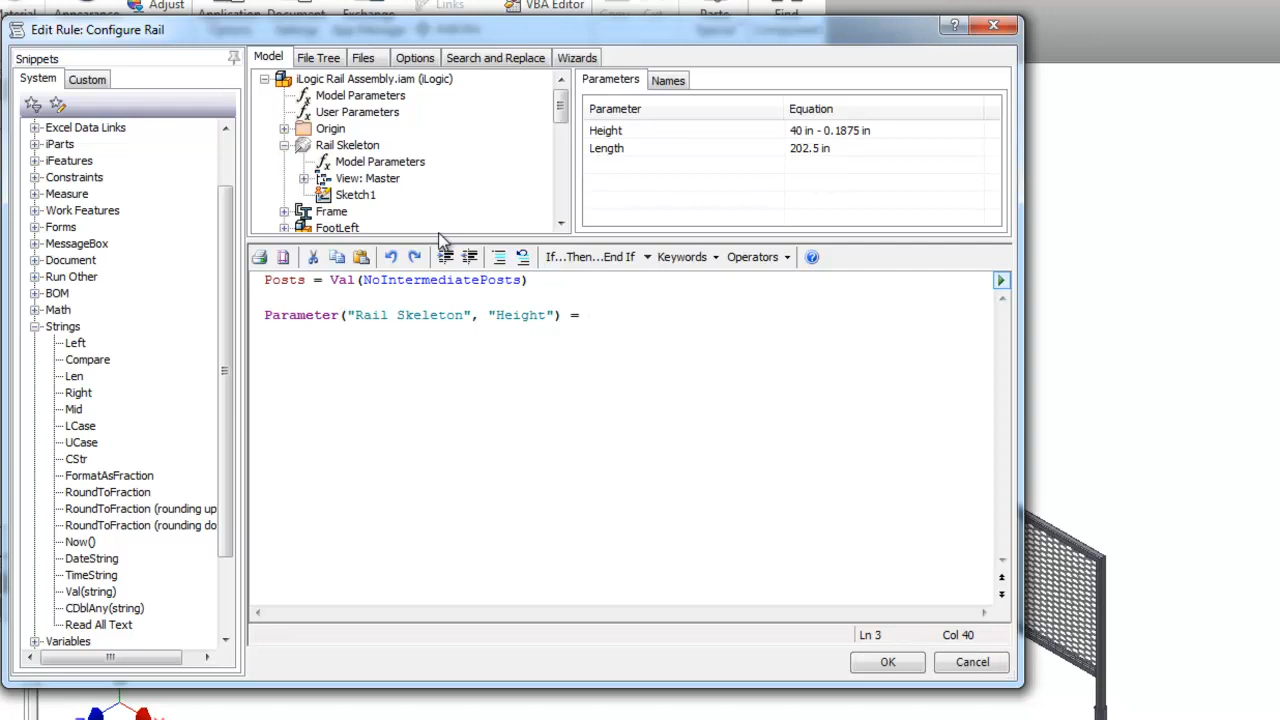 Adjust
Links
VBA Editor
Edit Rule: Configure Rail
Snippets
System
Custom
Excel Data Links
iParts
iFeatures
Constraints
Measure
Work Features
Forms
MessageBox
Document
Run Other
BOM
Math
Strings
Left
Compare
Len
Right
Mid
LCase
UCase
CStr
FormatAsFraction
RoundToFraction
RoundToFraction (rounding up
RoundToFraction (rounding do
Now()
DateString
TimeString
Val(string)
CDblAny(string)
Read All Text
Variables
Model
File Tree
Files
Options
Search and Replace
Wizards
iLogic Rail Assembly.iam (iLogic)
Model Parameters
User Parameters
Origin
Rail Skeleton
Model Parameters
View: Master
Sketch1
Frame
FootLeft
Parameters
Names
Parameter Equation
Height 40 in - 0.1875 in
Length 202.5 in
If...Then...End If
Keywords
Operators
Posts = Val(NoIntermediatePosts)
Parameter("Rail Skeleton", "Height") =
Ln 3
Col 40
OK
Cancel